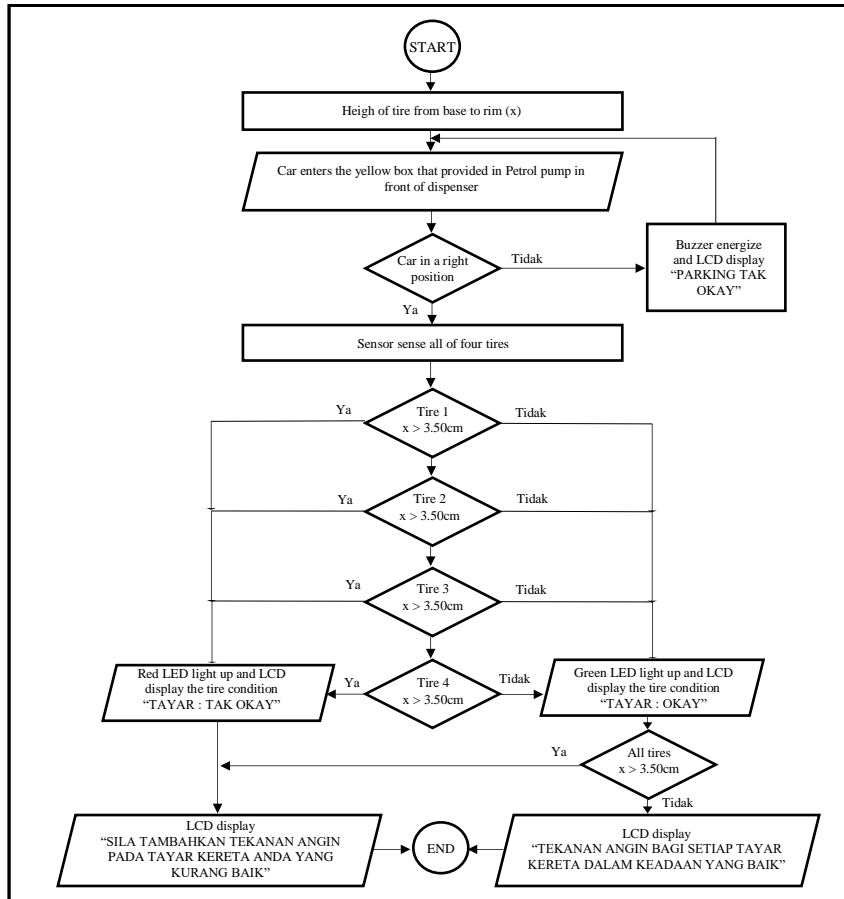 START
Heigh of tire from base to rim (x)
Car enters the yellow box that provided in Petrol pump in
front of dispenser
Car in a right
position
Tidak
Buzzer energize
and LCD display
“PARKING TAK
OKAY”
Ya
Sensor sense all of four tires
Ya
Tire 1
x > 3.50cm
Tidak
Ya
Tire 2
x > 3.50cm
Tidak
Ya
Tire 3
x > 3.50cm
Tidak
Red LED light up and LCD
display the tire condition
“TAYAR : TAK OKAY”
Ya
Tire 4
x > 3.50cm
Tidak
Green LED light up and LCD
display the tire condition
“TAYAR : OKAY”
Ya
All tires
x > 3.50cm
Tidak
LCD display
“SILA TAMBAHKAN TEKANAN ANGIN
PADA TAYAR KERETA ANDA YANG
KURANG BAIK”
END
LCD display
“TEKANAN ANGIN BAGI SETIAP TAYAR
KERETA DALAM KEADAAN YANG BAIK”